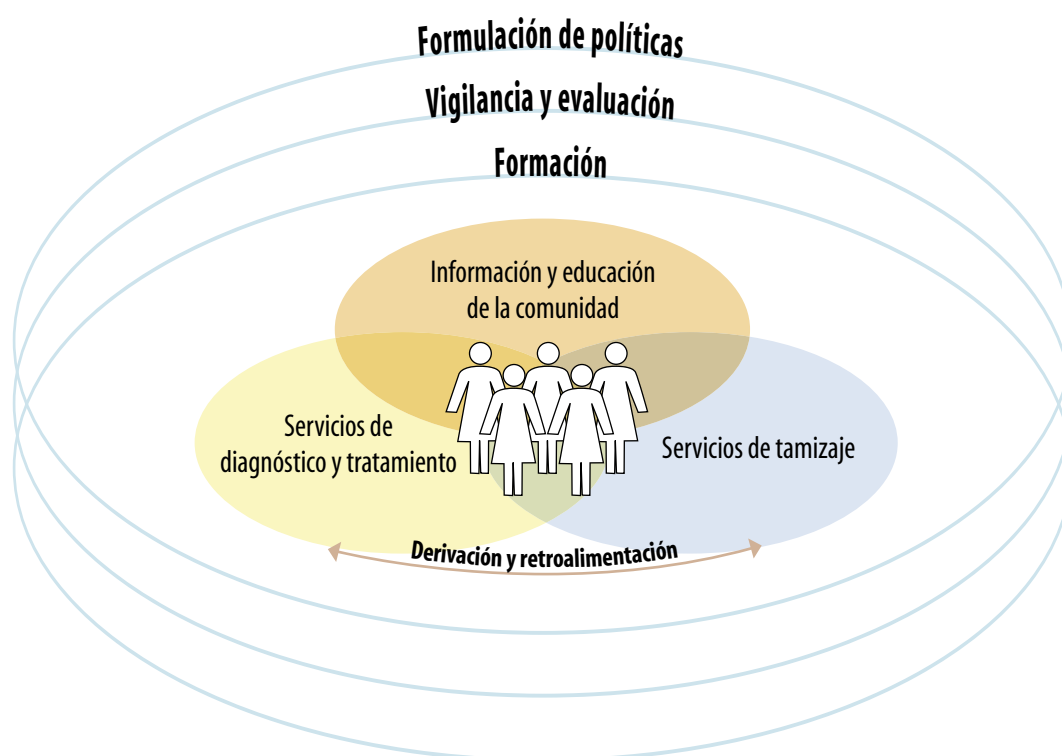 Formulación de políticas
Vigilancia y evaluación
Formación
Información y educación
de la comunidad
Servicios de
diagnóstico y tratamiento
Servicios de tamizaje
Derivación y retroalimentación